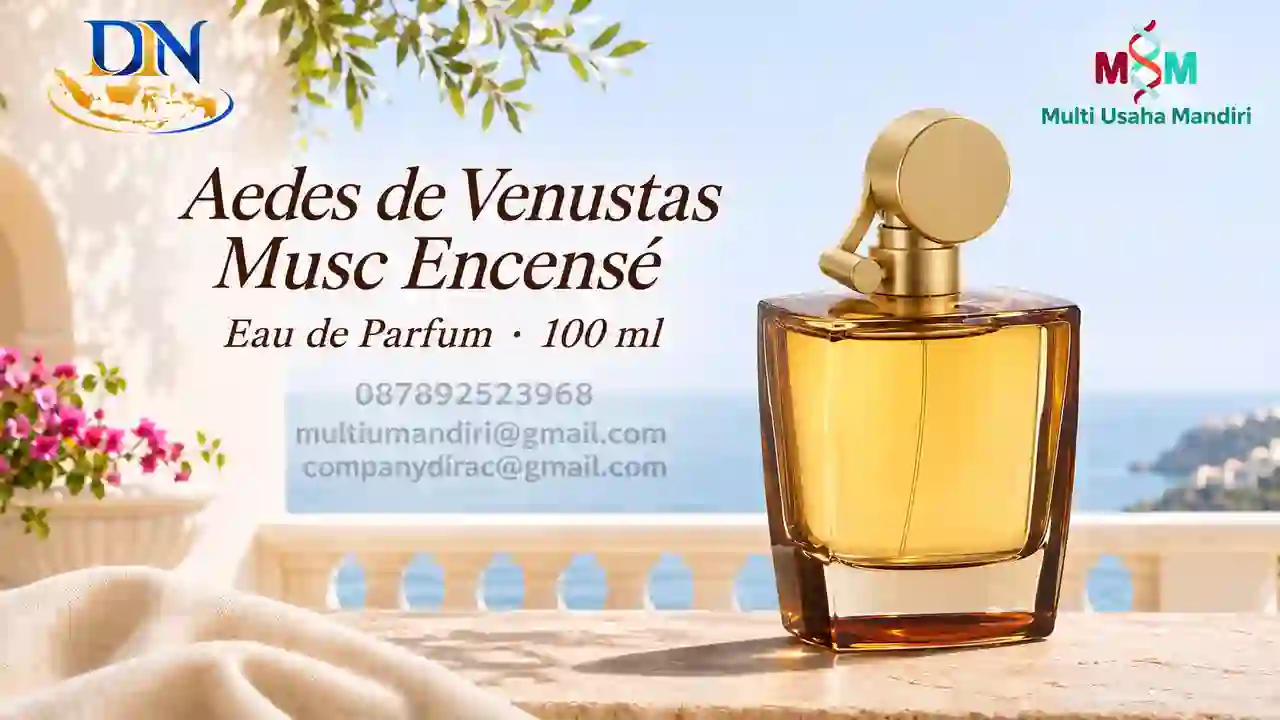 DIN
MSM
Multi Usaha Mandiri
Aedes de Venustas
Musc Encensé
Eau de Parfum · 100 ml
087892523968
multiumandiri@gmail.com
companydirac@gmail.com